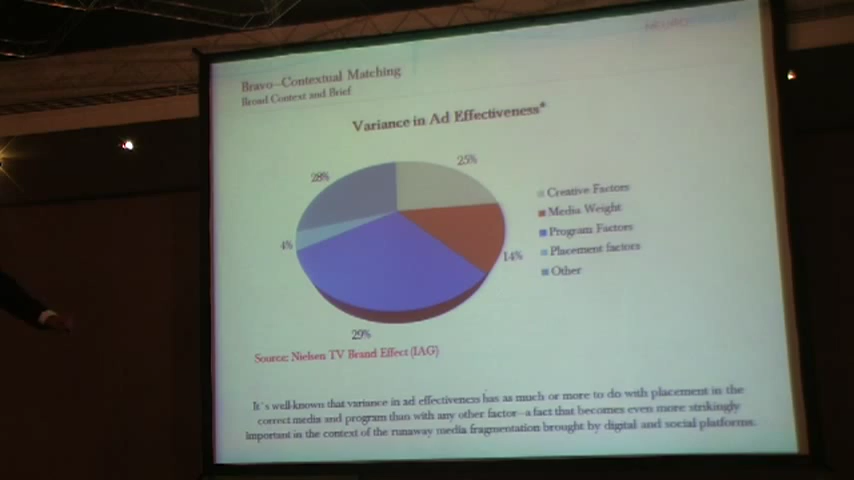 NEURO
Bravo—Contextual Matching
Broad Context and Brief
Variance in Ad Effectiveness*
28%
25%
4%
14%
29%
Creative Factors
Media Weight
Program Factors
Placement factors
Other
Source: Nielsen TV Brand Effect (IAG)
It's well-known that variance in ad effectiveness has as much or more to do with placement in the
correct media and program than with any other factor—a fact that becomes even more strikingly
important in the context of the runaway media fragmentation brought by digital and social platforms.